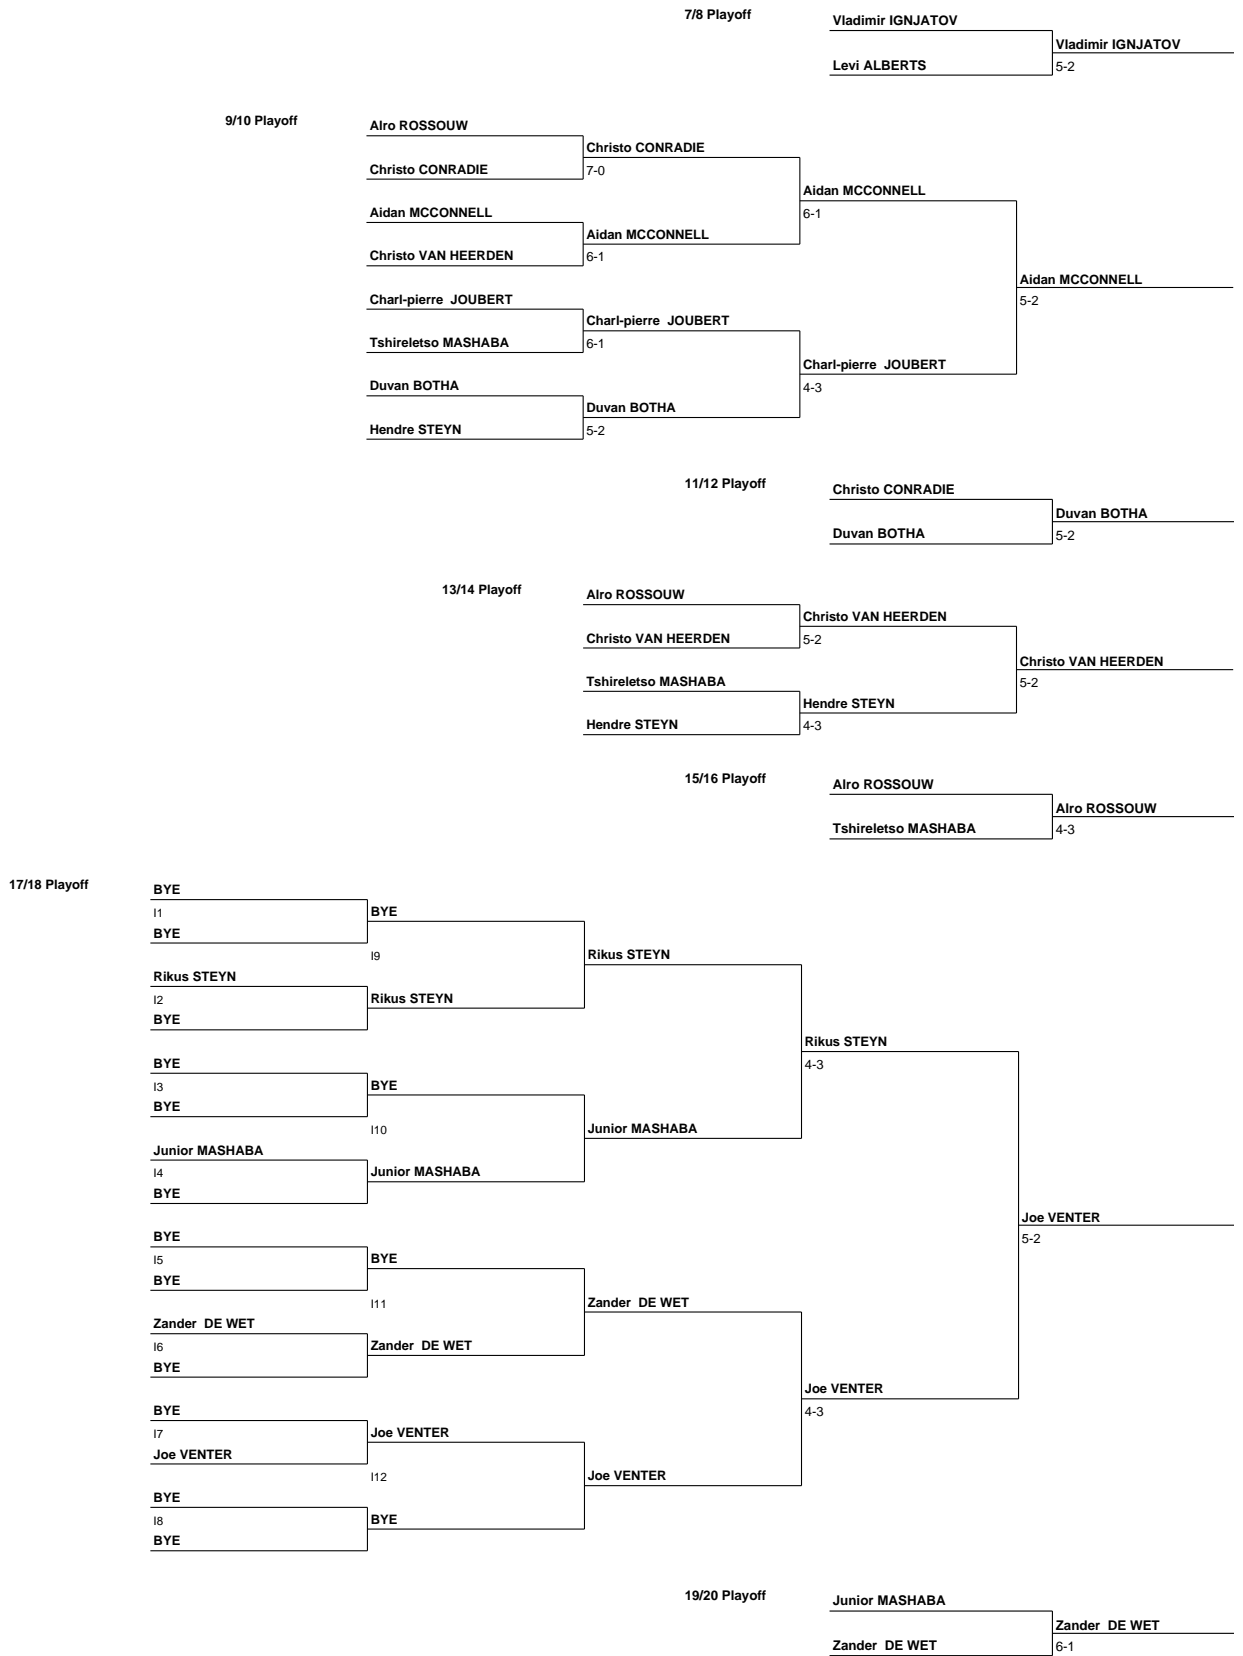 7/8 Playoff
Vladimir IGNJATOV
Vladimir IGNJATOV
Levi ALBERTS
5-2
9/10 Playoff
Alro ROSSOUW
Christo CONRADIE
Christo CONRADIE
7-0
Aidan MCCONNELL
6-1
Aidan MCCONNELL
Aidan MCCONNELL
Christo VAN HEERDEN
6-1
Aidan MCCONNELL
5-2
Charl-pierre  JOUBERT
Charl-pierre  JOUBERT
Tshireletso MASHABA
6-1
Charl-pierre  JOUBERT
4-3
Duvan BOTHA
Duvan BOTHA
Hendre STEYN
5-2
11/12 Playoff
Christo CONRADIE
Duvan BOTHA
Duvan BOTHA
5-2
13/14 Playoff
Alro ROSSOUW
Christo VAN HEERDEN
Christo VAN HEERDEN
5-2
Christo VAN HEERDEN
5-2
Tshireletso MASHABA
Hendre STEYN
Hendre STEYN
4-3
15/16 Playoff
Alro ROSSOUW
Alro ROSSOUW
Tshireletso MASHABA
4-3
17/18 Playoff
BYE
I1
BYE
BYE
I9
Rikus STEYN
Rikus STEYN
I2
Rikus STEYN
BYE
Rikus STEYN
4-3
BYE
I3
BYE
BYE
I10
Junior MASHABA
Junior MASHABA
I4
Junior MASHABA
BYE
Joe VENTER
5-2
BYE
I5
BYE
BYE
I11
Zander  DE WET
Zander  DE WET
I6
Zander  DE WET
BYE
Joe VENTER
4-3
BYE
I7
Joe VENTER
Joe VENTER
I12
Joe VENTER
BYE
I8
BYE
BYE
19/20 Playoff
Junior MASHABA
Zander  DE WET
Zander  DE WET
6-1